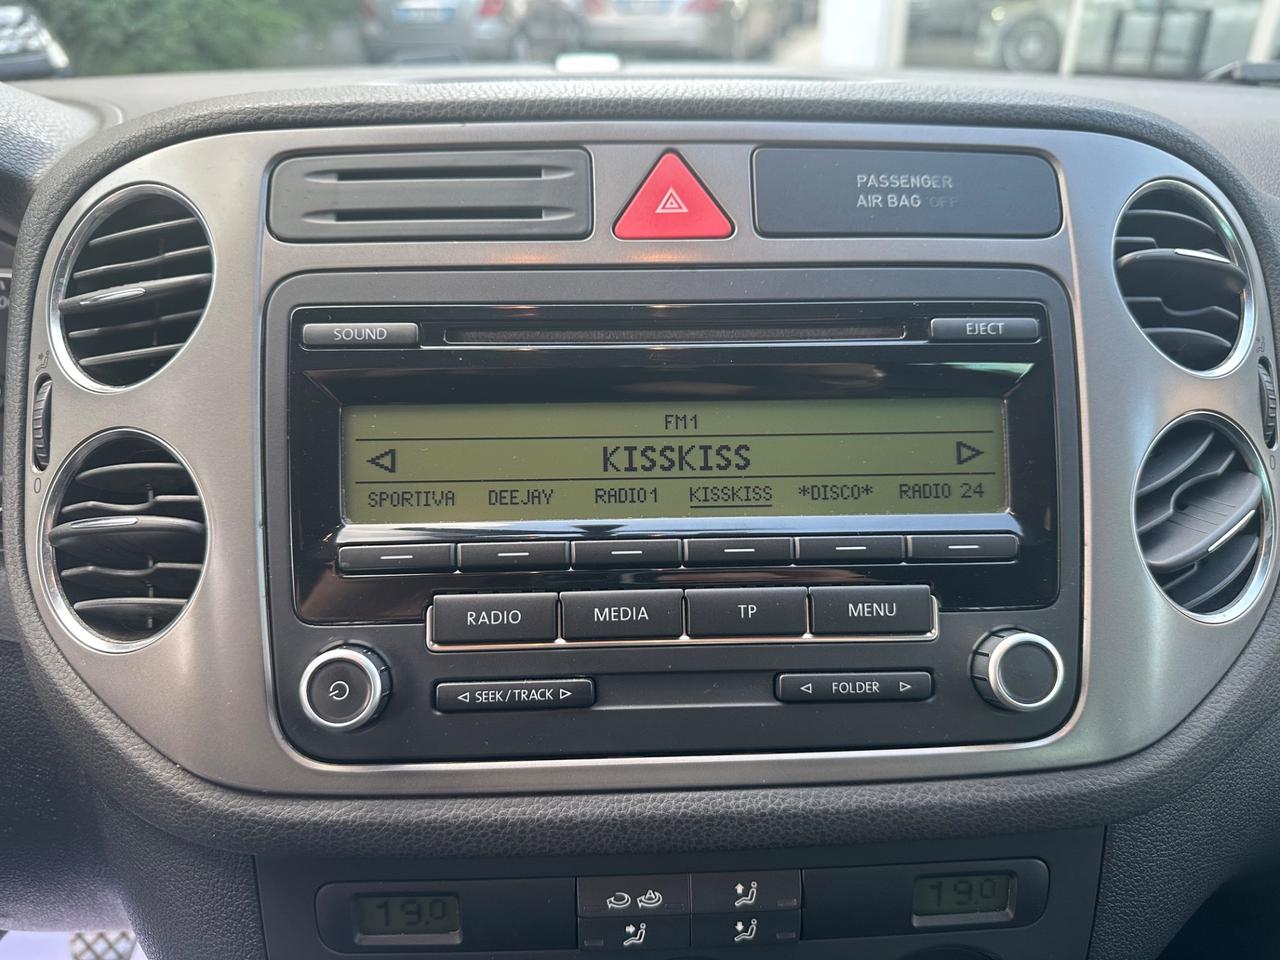 PASSENGER
AIR BAG OFF
SOUND
EJECT
FM1
KISSKISS
SPORTIVA DEEJAY RADIO1 KISSKISS *DISCO* RADIO 24
RADIO MEDIA TP MENU
SEEK/TRACK
FOLDER
19.0
19.0